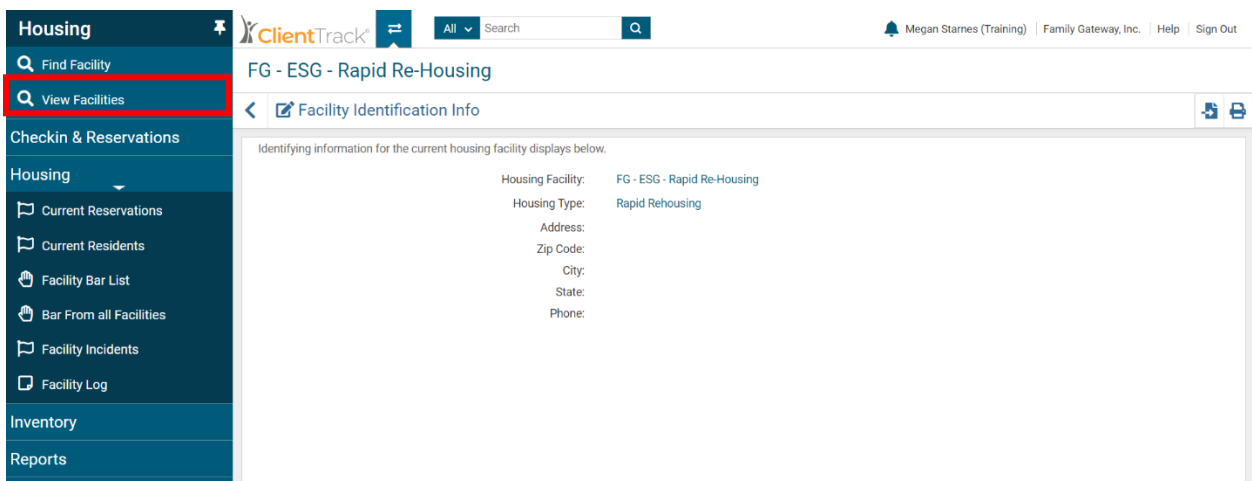 Housing
ClientTrack®
All
Search
Megan Starnes (Training)
Family Gateway, Inc.
Help
Sign Out
Find Facility
View Facilities
Checkin & Reservations
Housing
Current Reservations
Current Residents
Facility Bar List
Bar From all Facilities
Facility Incidents
Facility Log
Inventory
Reports
FG - ESG - Rapid Re-Housing
Facility Identification Info
Identifying information for the current housing facility displays below.
Housing Facility: FG - ESG - Rapid Re-Housing
Housing Type: Rapid Rehousing
Address:
Zip Code:
City:
State:
Phone: